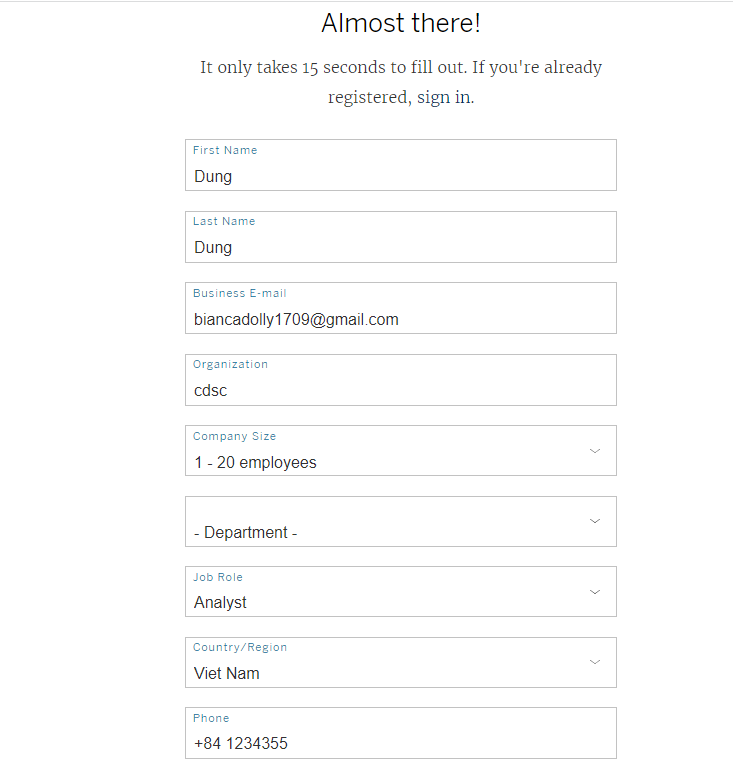 Almost there!
It only takes 15 seconds to fill out. If you're already
registered, sign in.
First Name
Dung
Last Name
Dung
Business E-mail
biancadolly1709@gmail.com
Organization
cdsc
Company Size
1 - 20 employees
- Department -
Job Role
Analyst
Country/Region
Viet Nam
Phone
+84 1234355